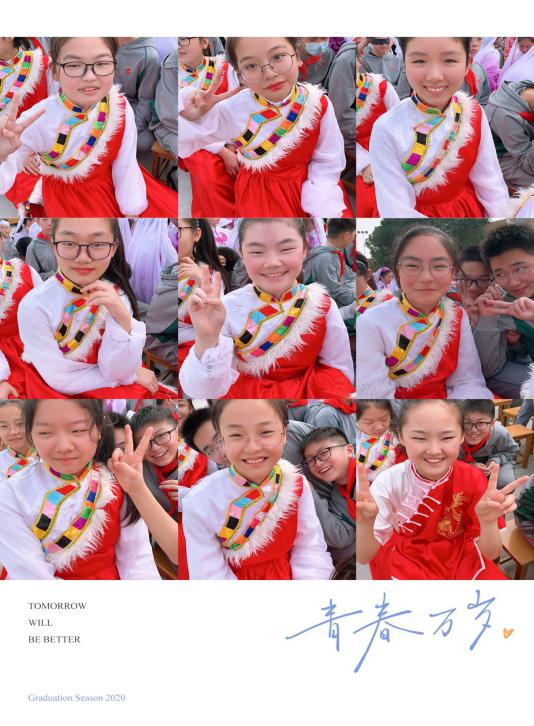 TOMORROW
WILL
BE BETTER
青春万岁
Graduation Season 2020